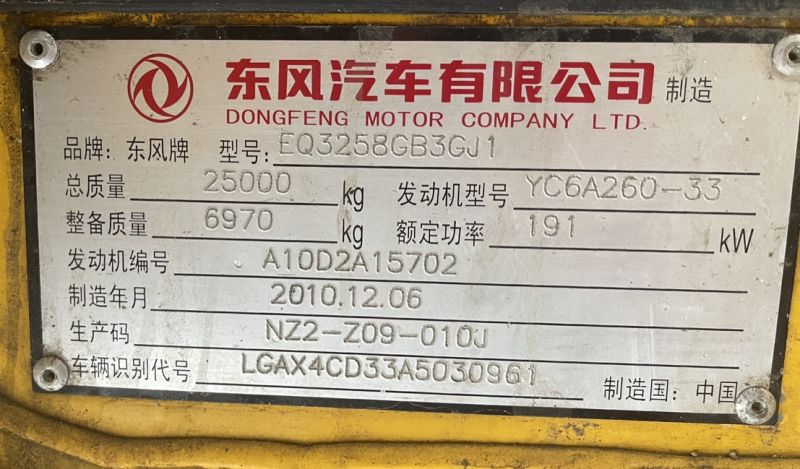 东风汽车有限公司 制造
DONGFENG MOTOR COMPANY LTD
品牌: 东风牌 型号: EQ3258GB3GJ1
总质量 25000 kg 发动机型号 YC6A260-33
整备质量 6970 kg 额定功率 191 kW
发动机编号 A10D2A15702
制造年月 2010.12.06
生产码 NZ2-Z09-010J
车辆识别代号 LGAX4CD33A5030961 制造国: 中国